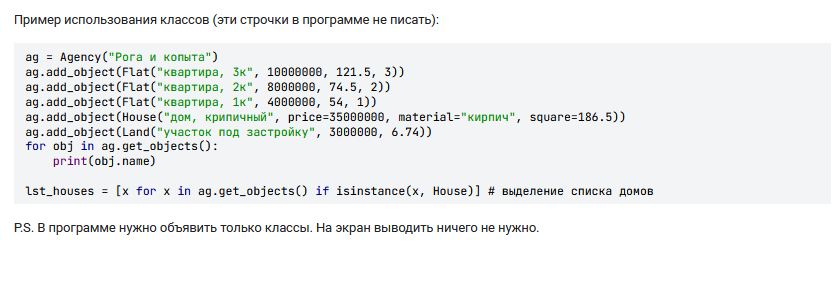 Пример использования классов (эти строчки в программе не писать):
ag = Agency("Рога и копыта")
ag.add_object(Flat("квартира, 3к", 10000000, 121.5, 3))
ag.add_object(Flat("квартира, 2к", 8000000, 74.5, 2))
ag.add_object(Flat("квартира, 1к", 4000000, 54, 1))
ag.add_object(House("дом, крипичный", price=35000000, material="кирпич", square=186.5))
ag.add_object(Land("участок под застройку", 3000000, 6.74))
for obj in ag.get_objects():
    print(obj.name)
lst_houses = [x for x in ag.get_objects() if isinstance(x, House)] # выделение списка домов
P.S. В программе нужно объявить только классы. На экран выводить ничего не нужно.